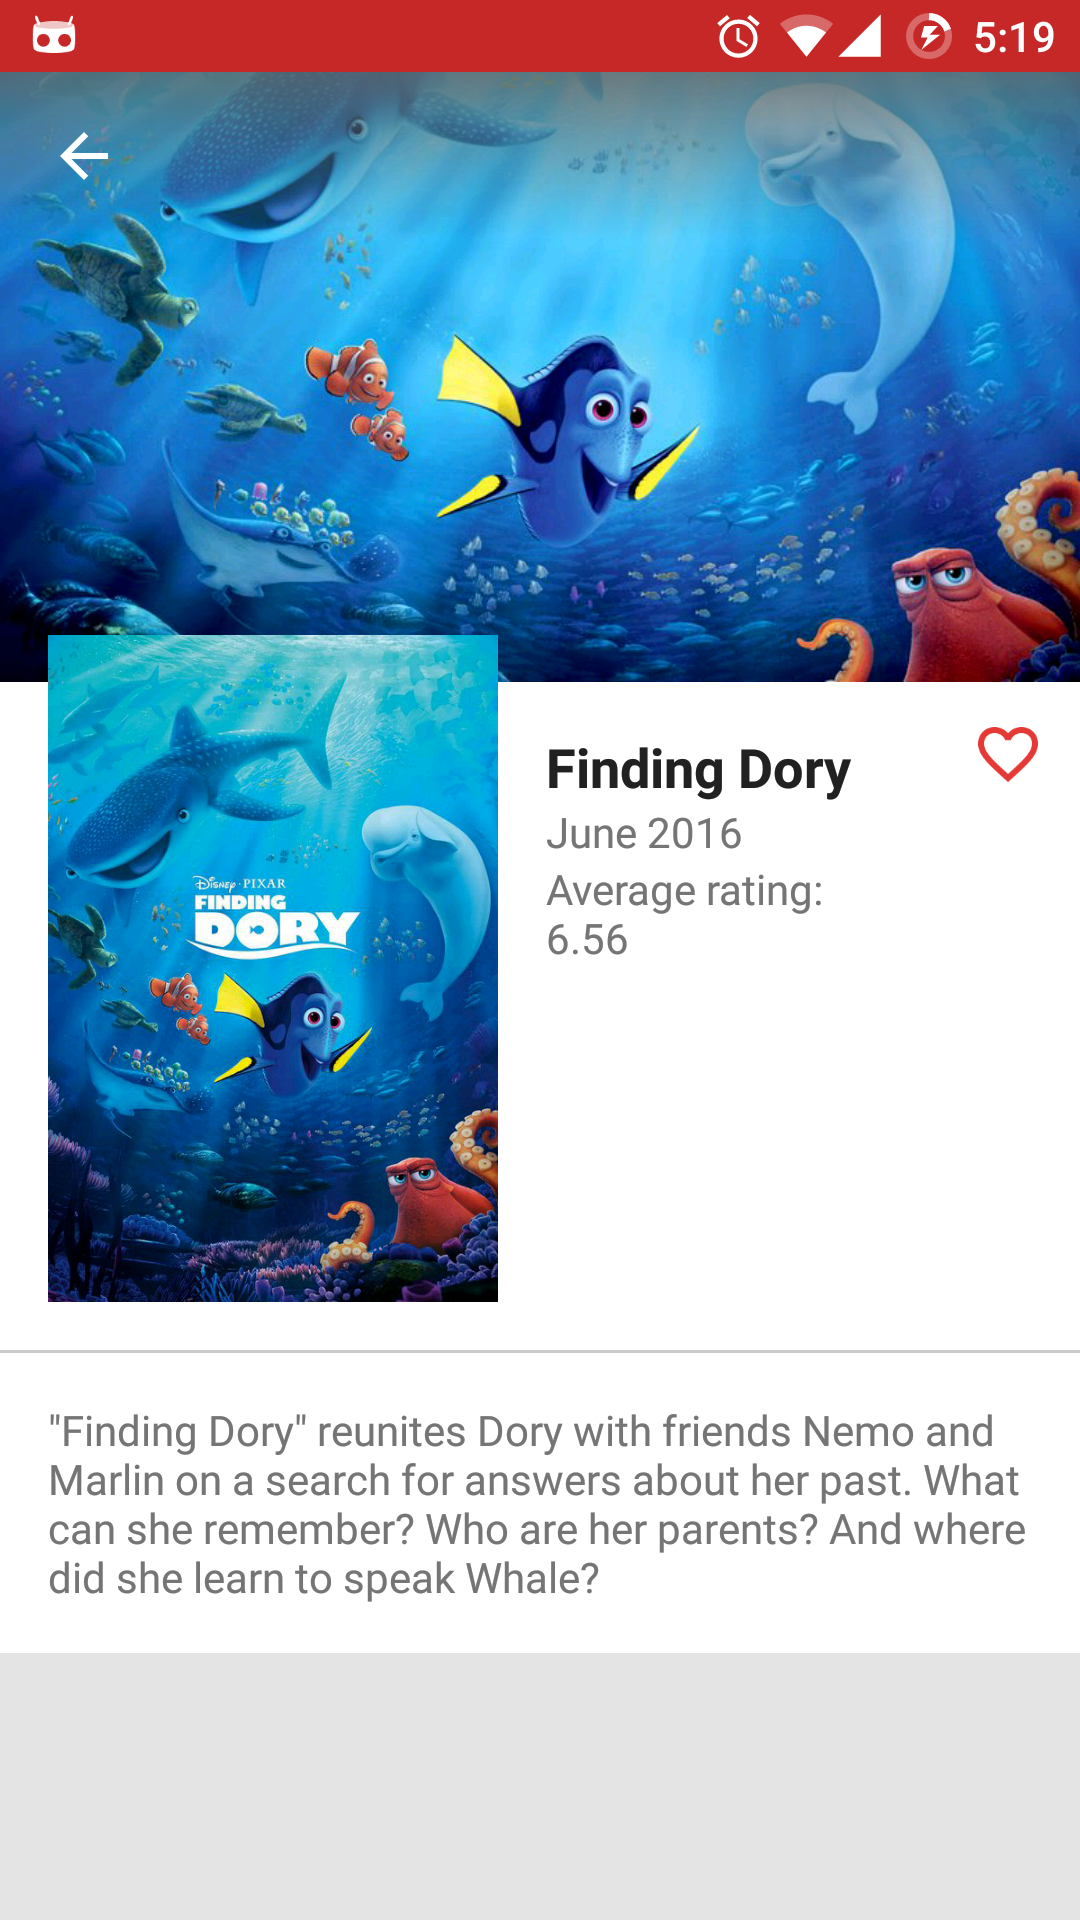 5:19
Disney·PIXAR
FINDING
DORY
Finding Dory
June 2016
Average rating:
6.56
"Finding Dory" reunites Dory with friends Nemo and
Marlin on a search for answers about her past. What
can she remember? Who are her parents? And where
did she learn to speak Whale?